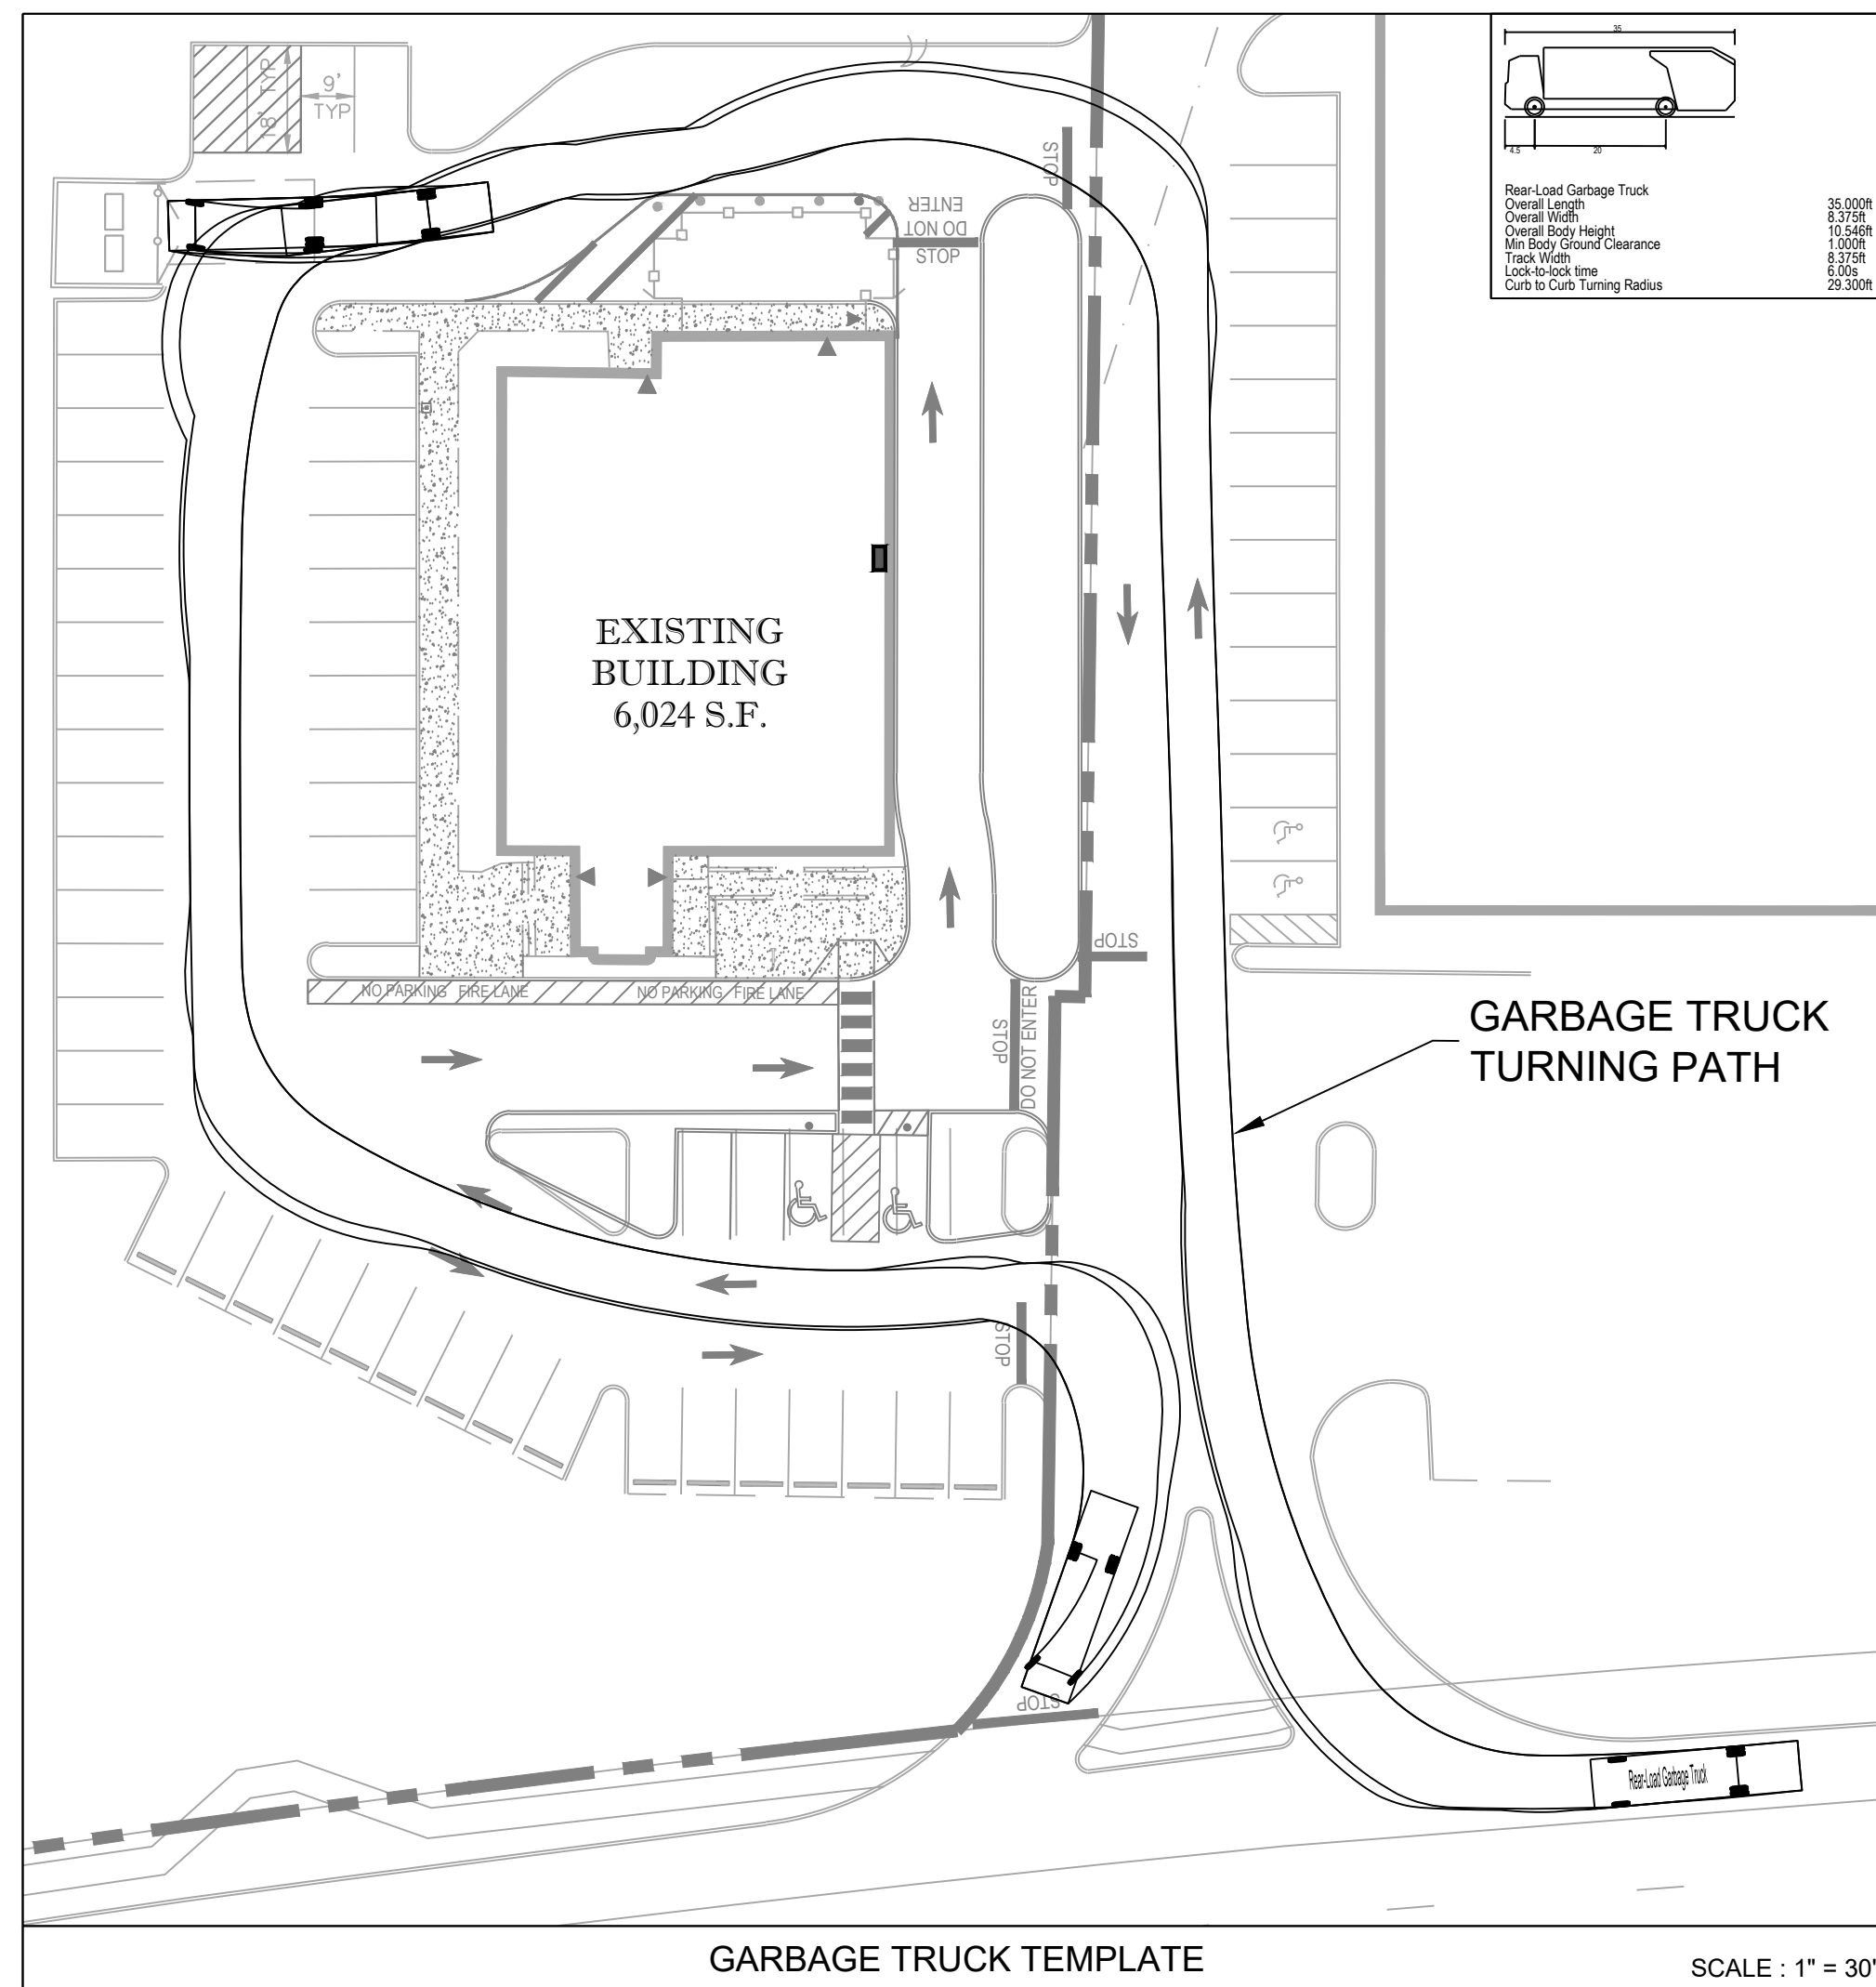 35
4.5
20
Rear-Load Garbage Truck
Overall Length 35.000ft
Overall Width 8.375ft
Overall Body Height 10.546ft
Min Body Ground Clearance 1.000ft
Track Width 8.375ft
Lock-to-lock time 6.00s
Curb to Curb Turning Radius 29.300ft
18' TYP
9'
TYP
STOP
ENTER
DO NOT
STOP
EXISTING
BUILDING
6,024 S.F.
STOP
NO PARKING FIRE LANE
NO PARKING FIRE LANE
STOP
DO NOT ENTER
GARBAGE TRUCK
TURNING PATH
STOP
STOP
Rear-Load Garbage Truck
GARBAGE TRUCK TEMPLATE
SCALE : 1" = 30'